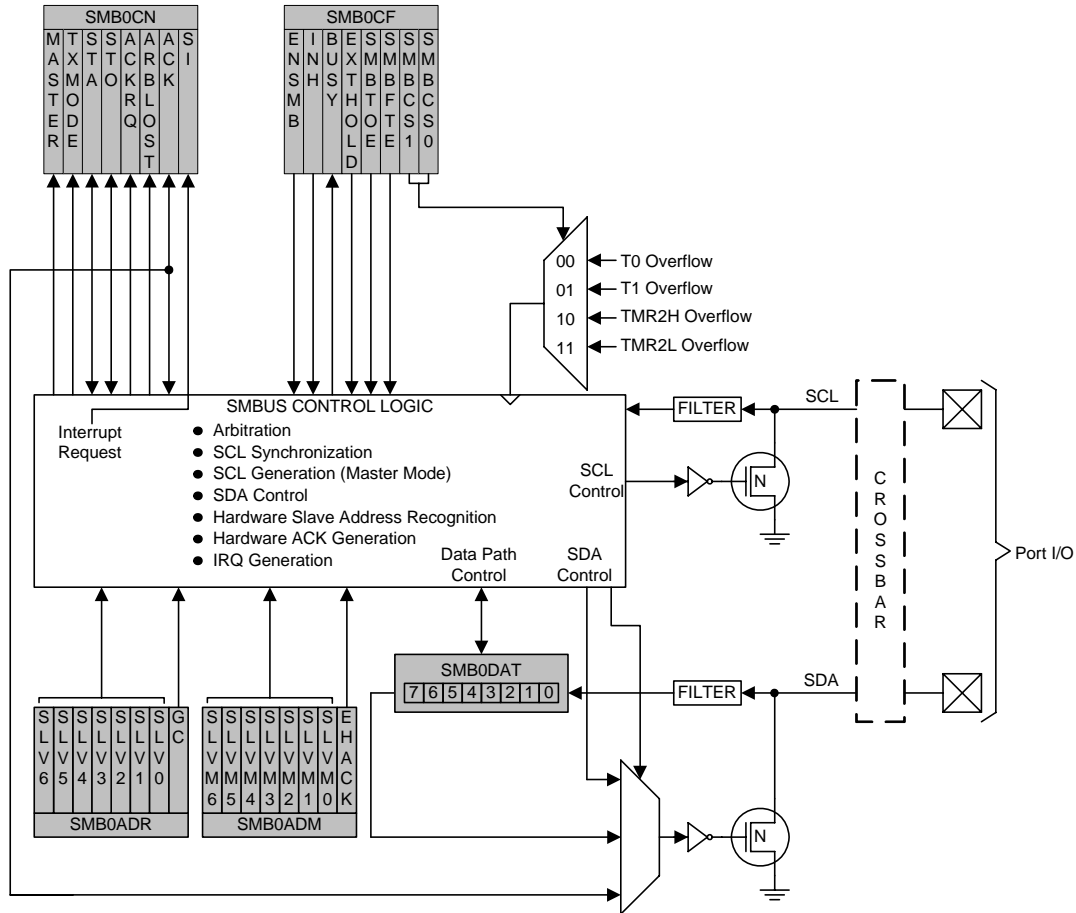 SMB0CN
MASTER
TXMODE
STA
STO
ACKRQ
ARBLOST
ACK
SI
SMB0CF
ENSMB
INH
BUSY
EXTHOLD
SMBTOE
SMBFTE
SMBCS1
SMBCS0
00
01
10
11
T0 Overflow
T1 Overflow
TMR2H Overflow
TMR2L Overflow
SMBUS CONTROL LOGIC
Interrupt
Request
● Arbitration
● SCL Synchronization
● SCL Generation (Master Mode)
● SDA Control
● Hardware Slave Address Recognition
● Hardware ACK Generation
● IRQ Generation
SCL
Control
Data Path
Control
SDA
Control
FILTER
SCL
N
CROSSBAR
Port I/O
SMB0DAT
7 6 5 4 3 2 1 0
FILTER
SDA
N
SLV6
SLV5
SLV4
SLV3
SLV2
SLV1
SLV0
GC
SMB0ADR
SLVM6
SLVM5
SLVM4
SLVM3
SLVM2
SLVM1
SLVM0
EHACK
SMB0ADM